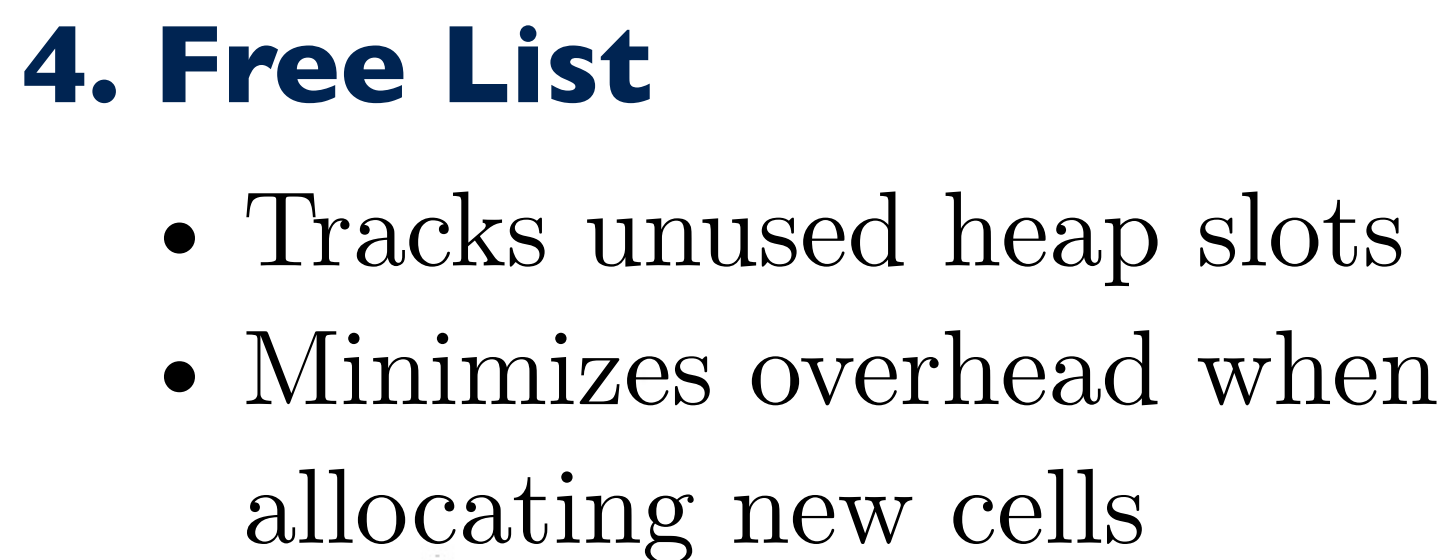 4. Free List
• Tracks unused heap slots
• Minimizes overhead when
allocating new cells